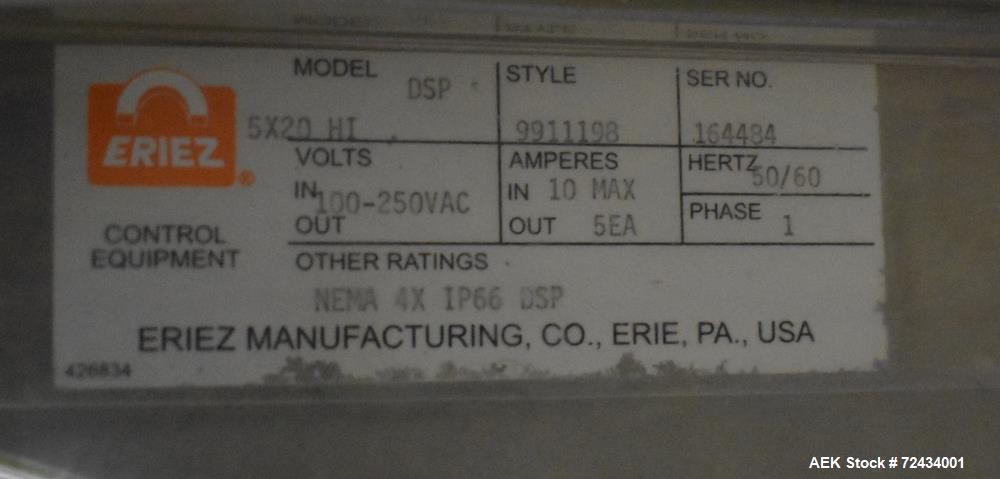 MODEL DSP
5X20 HI
STYLE
9911198
SER NO.
164484
ERIEZ
®
VOLTS
IN 100-250VAC
OUT
AMPERES
IN 10 MAX
OUT 5EA
HERTZ 50/60
PHASE 1
CONTROL
EQUIPMENT
OTHER RATINGS
NEMA 4X IP66 DSP
ERIEZ MANUFACTURING, CO., ERIE, PA., USA
426834
AEK Stock # 72434001